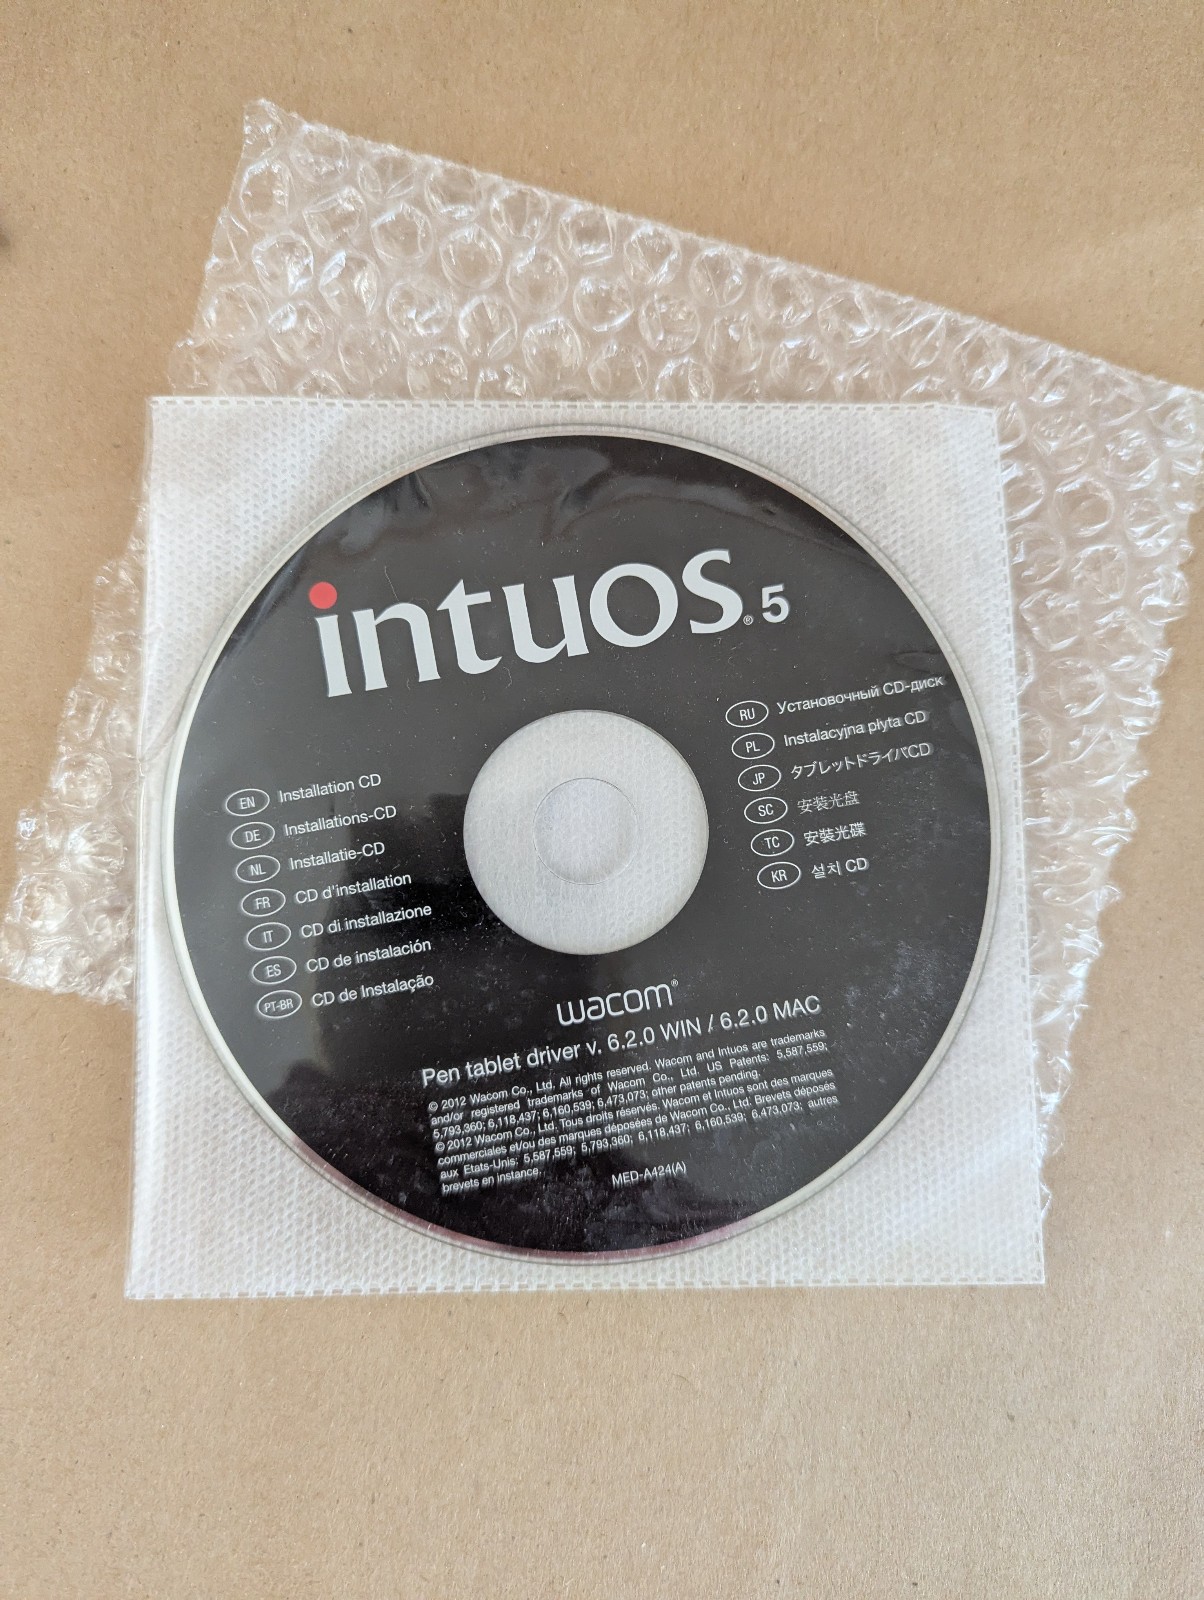 intuos® 5
EN Installation CD
DE Installations-CD
NL Installatie-CD
FR CD d'installation
IT CD di installazione
ES CD de instalación
PT-BR CD de Instalação
RU Установочный CD-диск
PL Instalacyjna płyta CD
JP タブレットドライバCD
SC 安装光盘
TC 安裝光碟
KR 설치 CD
wacom®
Pen tablet driver v. 6.2.0 WIN / 6.2.0 MAC
© 2012 Wacom Co., Ltd. All rights reserved. Wacom and Intuos are trademarks
and/or registered trademarks of Wacom Co., Ltd. US Patents: 5,587,559;
5,793,360; 6,118,437; 6,160,539; 6,473,073; other patents pending.
© 2012 Wacom Co., Ltd. Tous droits réservés. Wacom et Intuos sont des marques
commerciales et/ou des marques déposées de Wacom Co., Ltd. Brevets déposés
aux Etats-Unis: 5,587,559; 5,793,360; 6,118,437; 6,160,539; 6,473,073; autres
brevets en instance.
MED-A424(A)